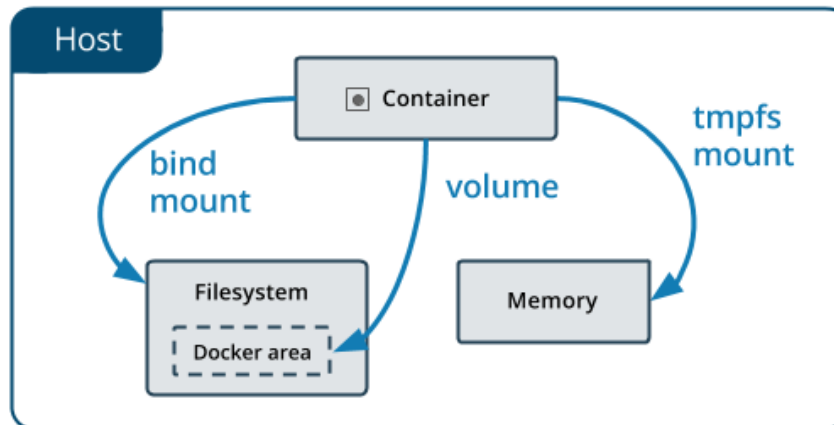 Host
Container
bind
mount
volume
tmpfs
mount
Filesystem
Docker area
Memory